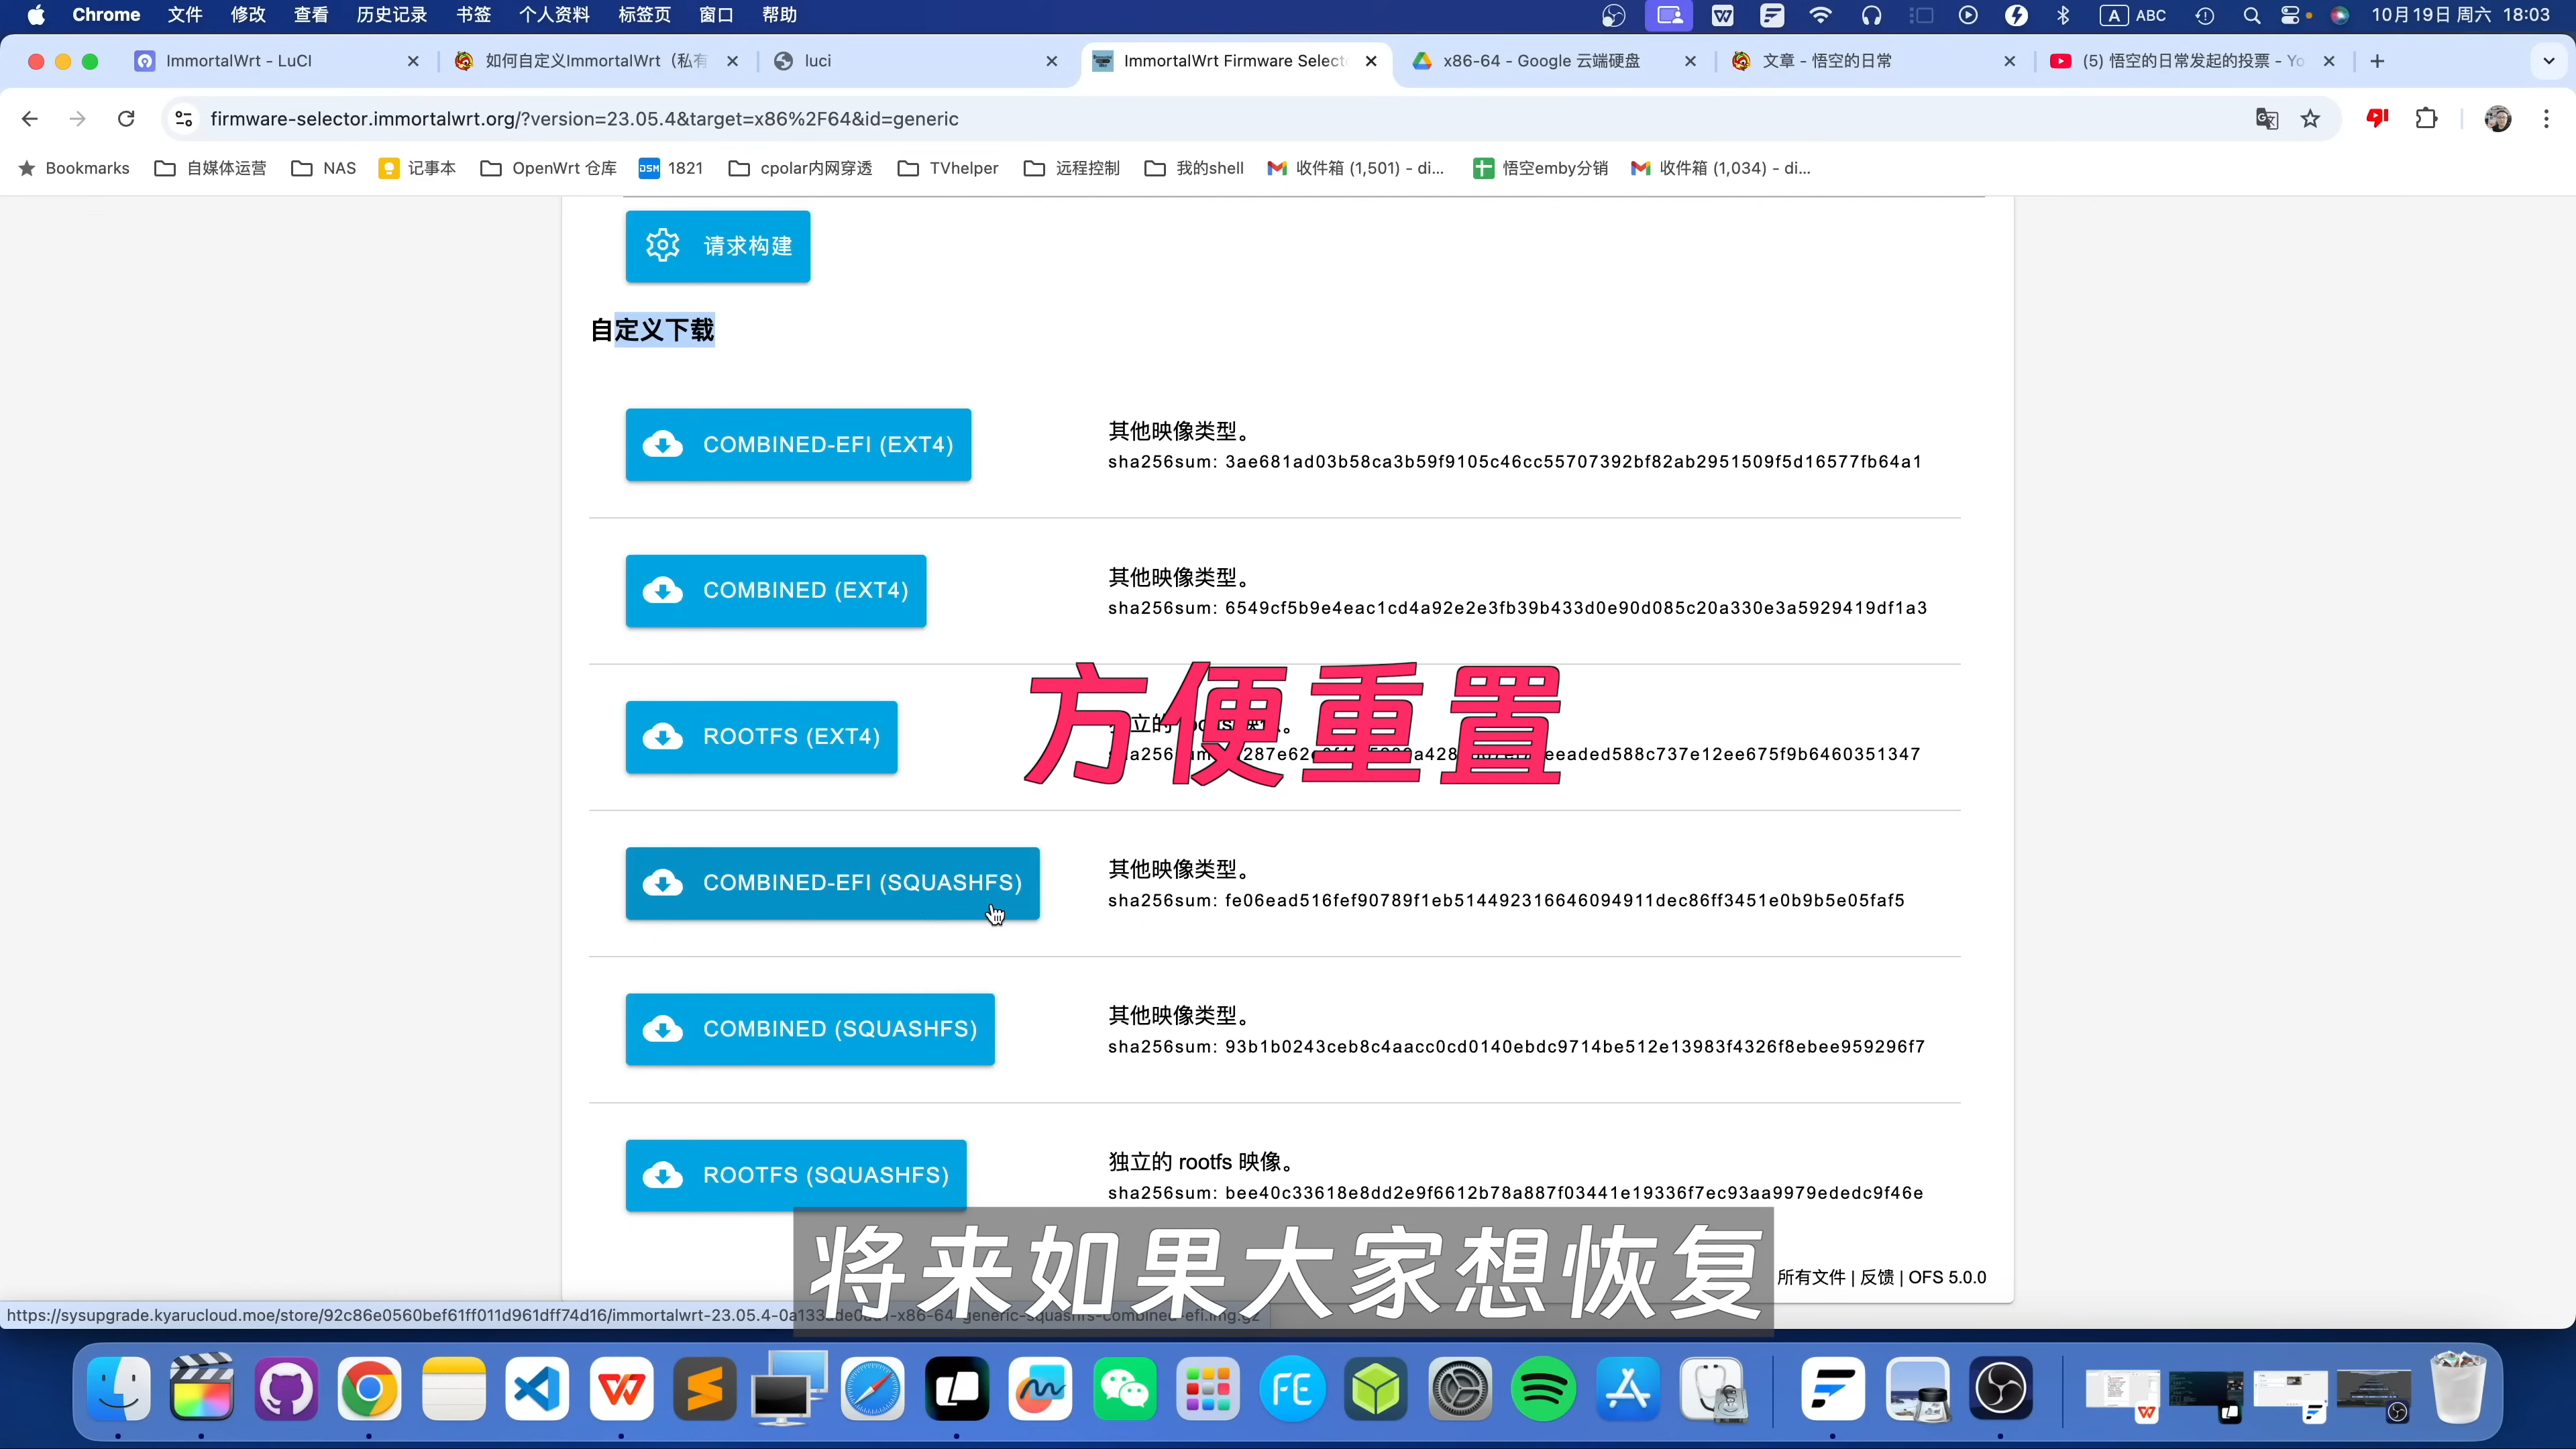 Chrome 文件 修改 查看 历史记录 书签 个人资料 标签页 窗口 帮助 A ABC 10月19日 周六 18:03
ImmortalWrt - LuCI 如何自定义ImmortalWrt（私有 luci ImmortalWrt Firmware Select x86-64 - Google 云端硬盘 文章 - 悟空的日常 (5) 悟空的日常发起的投票 - Yo
firmware-selector.immortalwrt.org/?version=23.05.4&target=x86%2F64&id=generic
Bookmarks 自媒体运营 NAS 记事本 OpenWrt 仓库 DSM 1821 cpolar内网穿透 TVhelper 远程控制 我的shell 收件箱 (1,501) - di... 悟空emby分销 收件箱 (1,034) - di...
请求构建
自定义下载
COMBINED-EFI (EXT4) 其他映像类型。
sha256sum: 3ae681ad03b58ca3b59f9105c46cc55707392bf82ab2951509f5d16577fb64a1
COMBINED (EXT4) 其他映像类型。
sha256sum: 6549cf5b9e4eac1cd4a92e2e3fb39b433d0e90d085c20a330e3a5929419df1a3
方便重置
ROOTFS (EXT4)
COMBINED-EFI (SQUASHFS) 其他映像类型。
sha256sum: fe06ead516fef90789f1eb514492316646094911dec86ff3451e0b9b5e05faf5
COMBINED (SQUASHFS) 其他映像类型。
sha256sum: 93b1b0243ceb8c4aacc0cd0140ebdc9714be512e13983f4326f8ebee959296f7
ROOTFS (SQUASHFS) 独立的 rootfs 映像。
sha256sum: bee40c33618e8dd2e9f6612b78a887f03441e19336f7ec93aa9979ededc9f46e
将来如果大家想恢复
所有文件 | 反馈 | OFS 5.0.0
FE